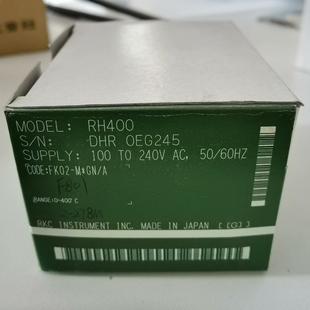 MODEL: RH400
S/N: DHR 0EG245
SUPPLY: 100 TO 240V AC, 50/60HZ
CODE:FK02-M*GN/A
RANGE:0-400゜C
RKC INSTRUMENT INC. MADE IN JAPAN [ [G] ]